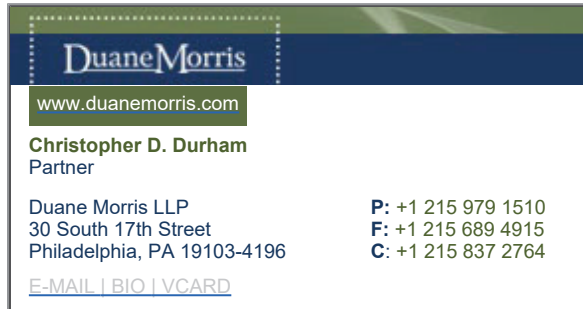 DuaneMorris
www.duanemorris.com
Christopher D. Durham
Partner
Duane Morris LLP
30 South 17th Street
Philadelphia, PA 19103-4196
P: +1 215 979 1510
F: +1 215 689 4915
C: +1 215 837 2764
E-MAIL | BIO | VCARD